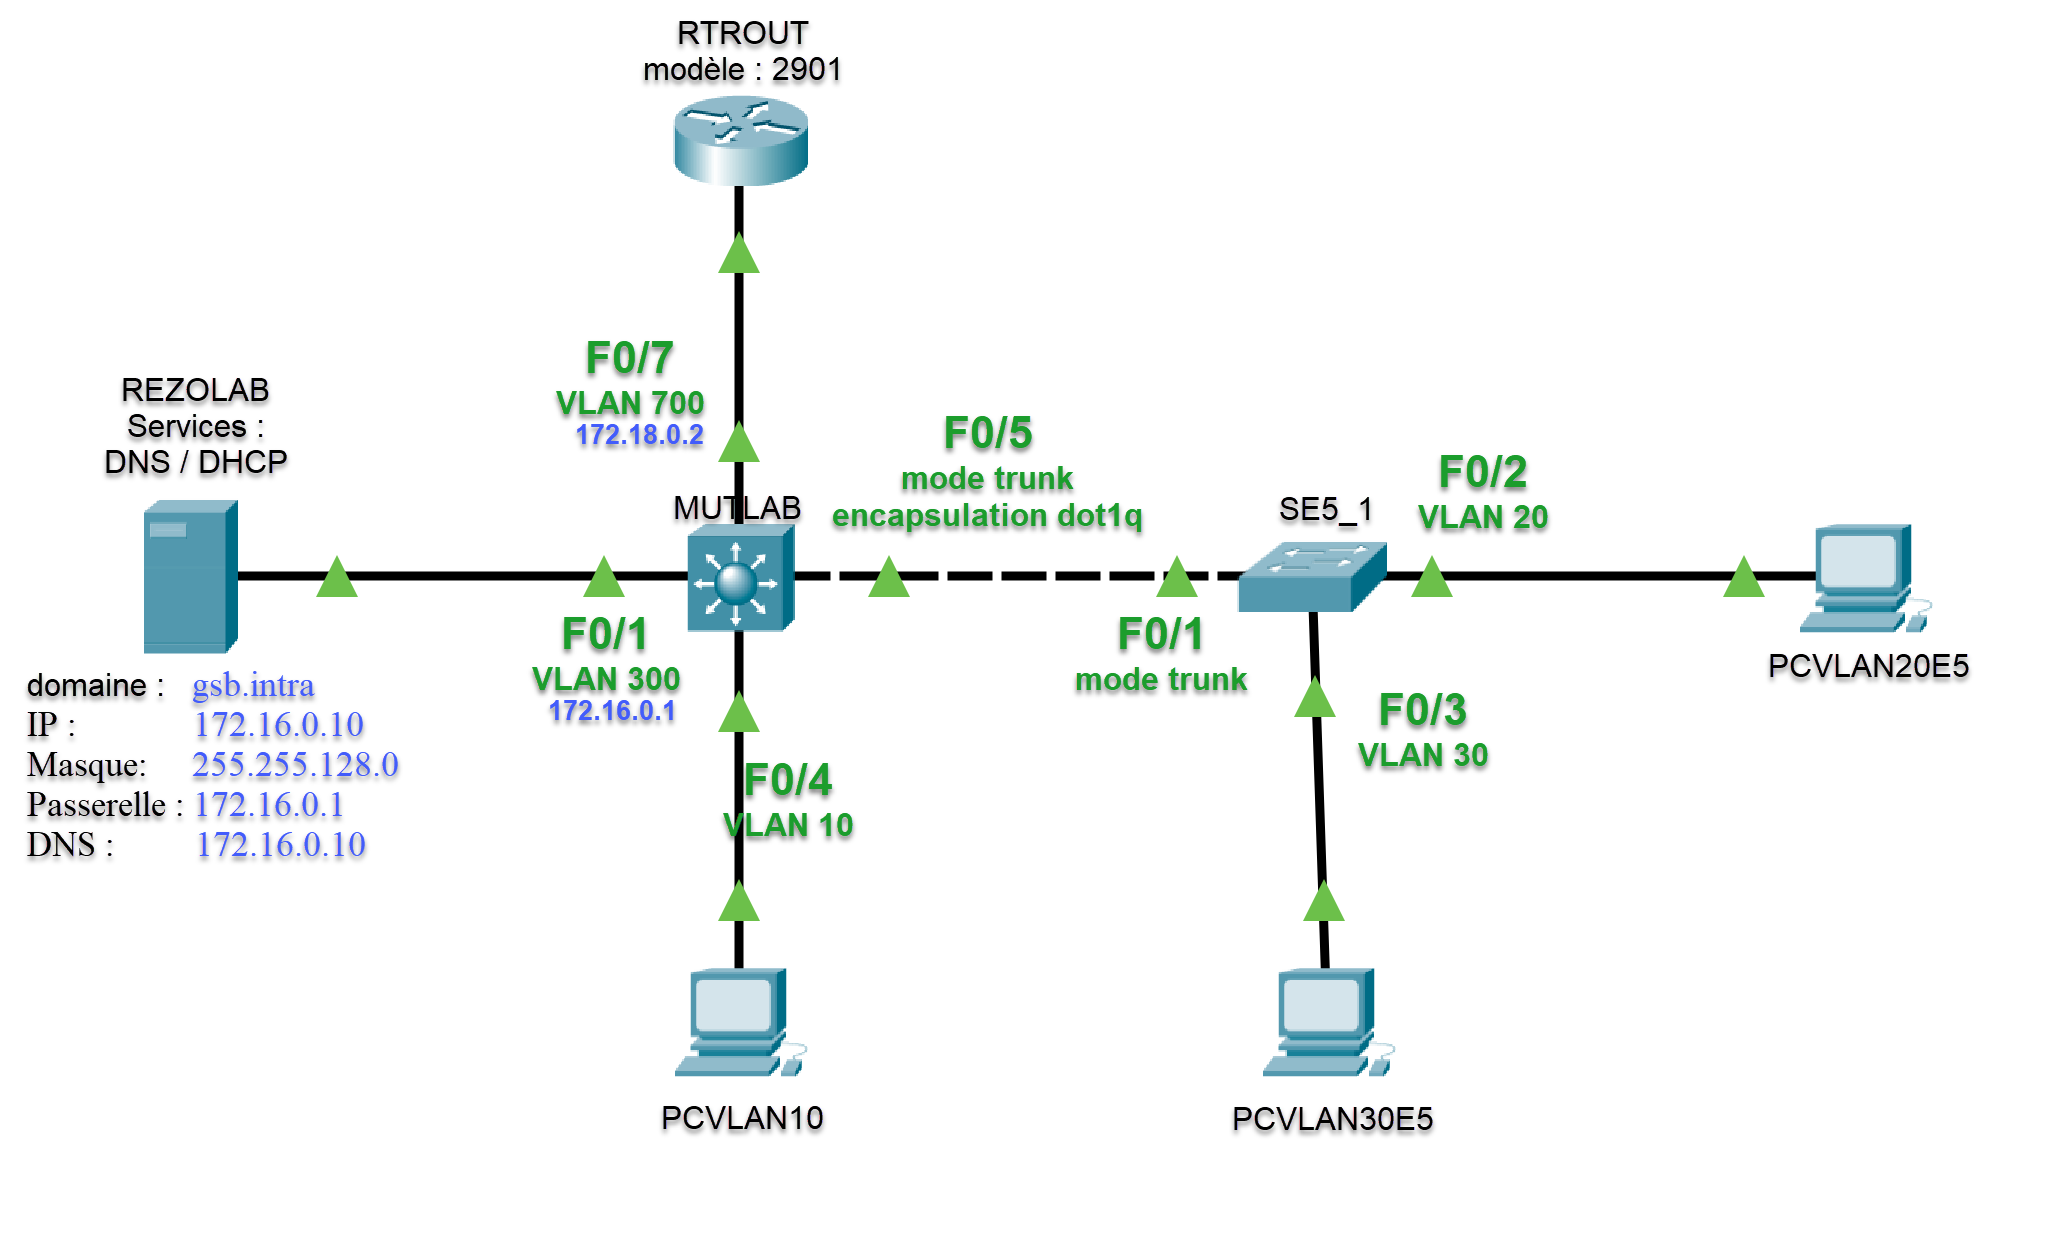 RTROUT
modèle : 2901
F0/7
VLAN 700
172.18.0.2
REZOLAB
Services :
DNS / DHCP
MUTLAB
F0/5
mode trunk
encapsulation dot1q
SE5_1
F0/2
VLAN 20
F0/1
VLAN 300
172.16.0.1
F0/1
mode trunk
PCVLAN20E5
domaine : gsb.intra
IP : 172.16.0.10
Masque: 255.255.128.0
Passerelle : 172.16.0.1
DNS : 172.16.0.10
F0/4
VLAN 10
F0/3
VLAN 30
PCVLAN10
PCVLAN30E5